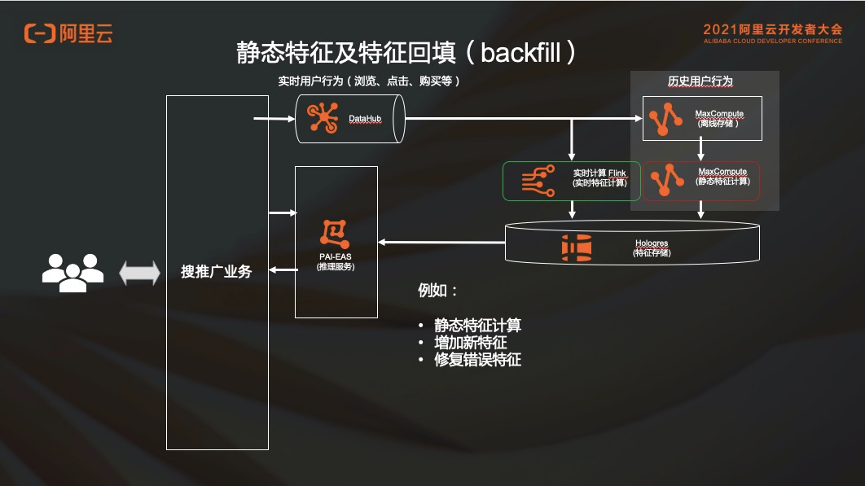 阿里云
2021阿里云开发者大会
ALIBABA CLOUD DEVELOPER CONFERENCE
静态特征及特征回填（backfill）
实时用户行为（浏览、点击、购买等）
历史用户行为
DataHub
MaxCompute
(离线存储）
实时计算 Flink
(实时特征计算)
MaxCompute
(静态特征计算)
Hologres
(特征存储)
PAI-EAS
(推理服务)
搜推广业务
例如：
• 静态特征计算
• 增加新特征
• 修复错误特征